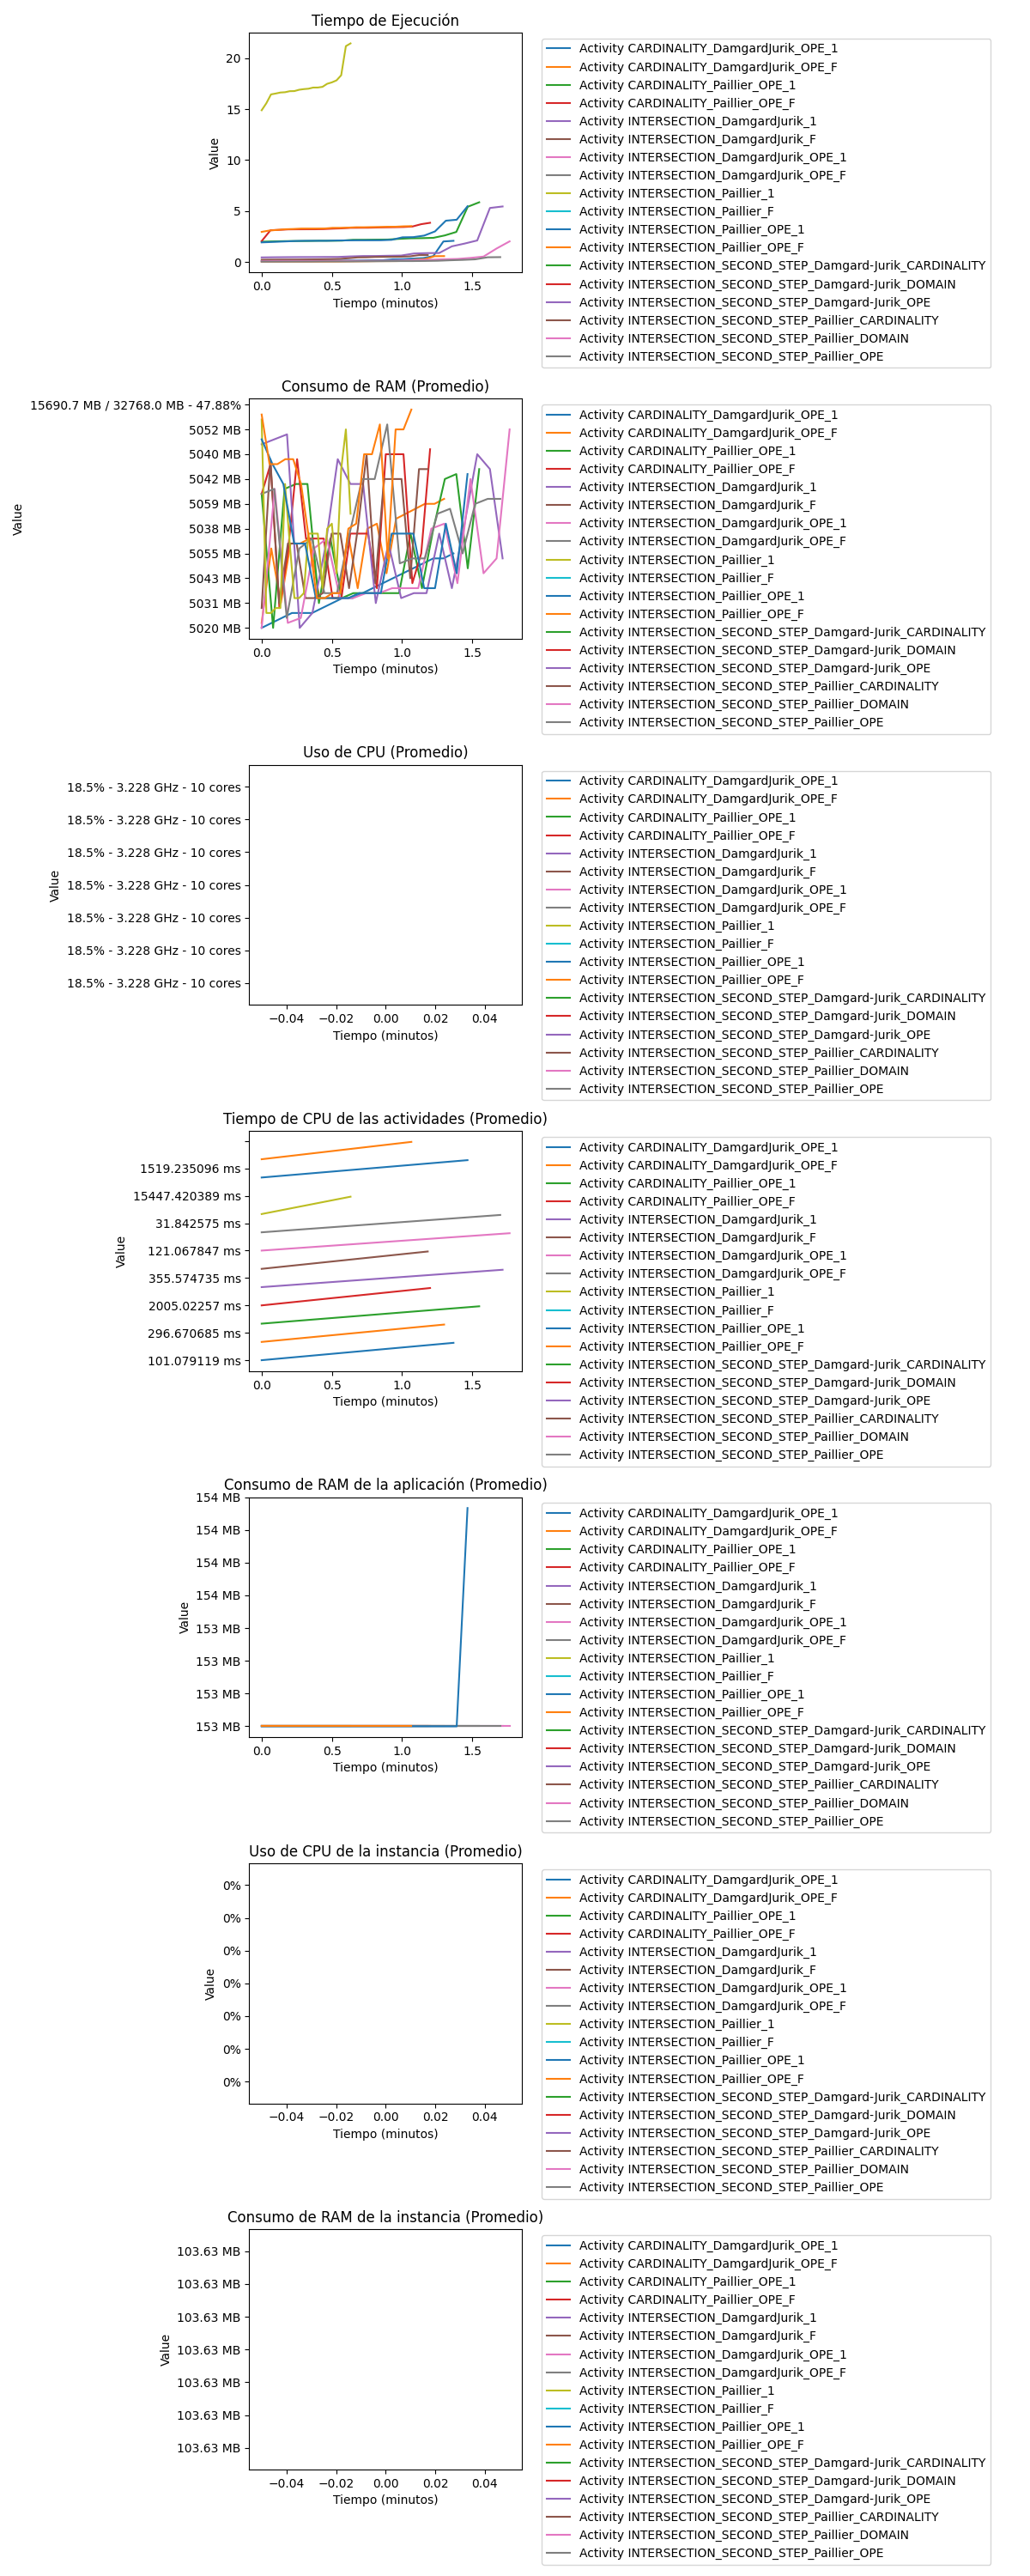 Tiempo de Ejecución
20
15
10
5
0
Value
0.0
0.5
1.0
1.5
Tiempo (minutos)
Activity CARDINALITY_DamgardJurik_OPE_1
Activity CARDINALITY_DamgardJurik_OPE_F
Activity CARDINALITY_Paillier_OPE_1
Activity CARDINALITY_Paillier_OPE_F
Activity INTERSECTION_DamgardJurik_1
Activity INTERSECTION_DamgardJurik_F
Activity INTERSECTION_DamgardJurik_OPE_1
Activity INTERSECTION_DamgardJurik_OPE_F
Activity INTERSECTION_Paillier_1
Activity INTERSECTION_Paillier_F
Activity INTERSECTION_Paillier_OPE_1
Activity INTERSECTION_Paillier_OPE_F
Activity INTERSECTION_SECOND_STEP_Damgard-Jurik_CARDINALITY
Activity INTERSECTION_SECOND_STEP_Damgard-Jurik_DOMAIN
Activity INTERSECTION_SECOND_STEP_Damgard-Jurik_OPE
Activity INTERSECTION_SECOND_STEP_Paillier_CARDINALITY
Activity INTERSECTION_SECOND_STEP_Paillier_DOMAIN
Activity INTERSECTION_SECOND_STEP_Paillier_OPE
Consumo de RAM (Promedio)
15690.7 MB / 32768.0 MB - 47.88%
5052 MB
5040 MB
5042 MB
5059 MB
5038 MB
5055 MB
5043 MB
5031 MB
5020 MB
Value
0.0
0.5
1.0
1.5
Tiempo (minutos)
Activity CARDINALITY_DamgardJurik_OPE_1
Activity CARDINALITY_DamgardJurik_OPE_F
Activity CARDINALITY_Paillier_OPE_1
Activity CARDINALITY_Paillier_OPE_F
Activity INTERSECTION_DamgardJurik_1
Activity INTERSECTION_DamgardJurik_F
Activity INTERSECTION_DamgardJurik_OPE_1
Activity INTERSECTION_DamgardJurik_OPE_F
Activity INTERSECTION_Paillier_1
Activity INTERSECTION_Paillier_F
Activity INTERSECTION_Paillier_OPE_1
Activity INTERSECTION_Paillier_OPE_F
Activity INTERSECTION_SECOND_STEP_Damgard-Jurik_CARDINALITY
Activity INTERSECTION_SECOND_STEP_Damgard-Jurik_DOMAIN
Activity INTERSECTION_SECOND_STEP_Damgard-Jurik_OPE
Activity INTERSECTION_SECOND_STEP_Paillier_CARDINALITY
Activity INTERSECTION_SECOND_STEP_Paillier_DOMAIN
Activity INTERSECTION_SECOND_STEP_Paillier_OPE
Uso de CPU (Promedio)
18.5% - 3.228 GHz - 10 cores
18.5% - 3.228 GHz - 10 cores
18.5% - 3.228 GHz - 10 cores
18.5% - 3.228 GHz - 10 cores
18.5% - 3.228 GHz - 10 cores
18.5% - 3.228 GHz - 10 cores
18.5% - 3.228 GHz - 10 cores
Value
−0.04
−0.02
0.00
0.02
0.04
Tiempo (minutos)
Activity CARDINALITY_DamgardJurik_OPE_1
Activity CARDINALITY_DamgardJurik_OPE_F
Activity CARDINALITY_Paillier_OPE_1
Activity CARDINALITY_Paillier_OPE_F
Activity INTERSECTION_DamgardJurik_1
Activity INTERSECTION_DamgardJurik_F
Activity INTERSECTION_DamgardJurik_OPE_1
Activity INTERSECTION_DamgardJurik_OPE_F
Activity INTERSECTION_Paillier_1
Activity INTERSECTION_Paillier_F
Activity INTERSECTION_Paillier_OPE_1
Activity INTERSECTION_Paillier_OPE_F
Activity INTERSECTION_SECOND_STEP_Damgard-Jurik_CARDINALITY
Activity INTERSECTION_SECOND_STEP_Damgard-Jurik_DOMAIN
Activity INTERSECTION_SECOND_STEP_Damgard-Jurik_OPE
Activity INTERSECTION_SECOND_STEP_Paillier_CARDINALITY
Activity INTERSECTION_SECOND_STEP_Paillier_DOMAIN
Activity INTERSECTION_SECOND_STEP_Paillier_OPE
Tiempo de CPU de las actividades (Promedio)
1519.235096 ms
15447.420389 ms
31.842575 ms
121.067847 ms
355.574735 ms
2005.02257 ms
296.670685 ms
101.079119 ms
Value
0.0
0.5
1.0
1.5
Tiempo (minutos)
Activity CARDINALITY_DamgardJurik_OPE_1
Activity CARDINALITY_DamgardJurik_OPE_F
Activity CARDINALITY_Paillier_OPE_1
Activity CARDINALITY_Paillier_OPE_F
Activity INTERSECTION_DamgardJurik_1
Activity INTERSECTION_DamgardJurik_F
Activity INTERSECTION_DamgardJurik_OPE_1
Activity INTERSECTION_DamgardJurik_OPE_F
Activity INTERSECTION_Paillier_1
Activity INTERSECTION_Paillier_F
Activity INTERSECTION_Paillier_OPE_1
Activity INTERSECTION_Paillier_OPE_F
Activity INTERSECTION_SECOND_STEP_Damgard-Jurik_CARDINALITY
Activity INTERSECTION_SECOND_STEP_Damgard-Jurik_DOMAIN
Activity INTERSECTION_SECOND_STEP_Damgard-Jurik_OPE
Activity INTERSECTION_SECOND_STEP_Paillier_CARDINALITY
Activity INTERSECTION_SECOND_STEP_Paillier_DOMAIN
Activity INTERSECTION_SECOND_STEP_Paillier_OPE
Consumo de RAM de la aplicación (Promedio)
154 MB
154 MB
154 MB
154 MB
153 MB
153 MB
153 MB
153 MB
Value
0.0
0.5
1.0
1.5
Tiempo (minutos)
Activity CARDINALITY_DamgardJurik_OPE_1
Activity CARDINALITY_DamgardJurik_OPE_F
Activity CARDINALITY_Paillier_OPE_1
Activity CARDINALITY_Paillier_OPE_F
Activity INTERSECTION_DamgardJurik_1
Activity INTERSECTION_DamgardJurik_F
Activity INTERSECTION_DamgardJurik_OPE_1
Activity INTERSECTION_DamgardJurik_OPE_F
Activity INTERSECTION_Paillier_1
Activity INTERSECTION_Paillier_F
Activity INTERSECTION_Paillier_OPE_1
Activity INTERSECTION_Paillier_OPE_F
Activity INTERSECTION_SECOND_STEP_Damgard-Jurik_CARDINALITY
Activity INTERSECTION_SECOND_STEP_Damgard-Jurik_DOMAIN
Activity INTERSECTION_SECOND_STEP_Damgard-Jurik_OPE
Activity INTERSECTION_SECOND_STEP_Paillier_CARDINALITY
Activity INTERSECTION_SECOND_STEP_Paillier_DOMAIN
Activity INTERSECTION_SECOND_STEP_Paillier_OPE
Uso de CPU de la instancia (Promedio)
0%
0%
0%
0%
0%
0%
0%
Value
−0.04
−0.02
0.00
0.02
0.04
Tiempo (minutos)
Activity CARDINALITY_DamgardJurik_OPE_1
Activity CARDINALITY_DamgardJurik_OPE_F
Activity CARDINALITY_Paillier_OPE_1
Activity CARDINALITY_Paillier_OPE_F
Activity INTERSECTION_DamgardJurik_1
Activity INTERSECTION_DamgardJurik_F
Activity INTERSECTION_DamgardJurik_OPE_1
Activity INTERSECTION_DamgardJurik_OPE_F
Activity INTERSECTION_Paillier_1
Activity INTERSECTION_Paillier_F
Activity INTERSECTION_Paillier_OPE_1
Activity INTERSECTION_Paillier_OPE_F
Activity INTERSECTION_SECOND_STEP_Damgard-Jurik_CARDINALITY
Activity INTERSECTION_SECOND_STEP_Damgard-Jurik_DOMAIN
Activity INTERSECTION_SECOND_STEP_Damgard-Jurik_OPE
Activity INTERSECTION_SECOND_STEP_Paillier_CARDINALITY
Activity INTERSECTION_SECOND_STEP_Paillier_DOMAIN
Activity INTERSECTION_SECOND_STEP_Paillier_OPE
Consumo de RAM de la instancia (Promedio)
103.63 MB
103.63 MB
103.63 MB
103.63 MB
103.63 MB
103.63 MB
103.63 MB
Value
−0.04
−0.02
0.00
0.02
0.04
Tiempo (minutos)
Activity CARDINALITY_DamgardJurik_OPE_1
Activity CARDINALITY_DamgardJurik_OPE_F
Activity CARDINALITY_Paillier_OPE_1
Activity CARDINALITY_Paillier_OPE_F
Activity INTERSECTION_DamgardJurik_1
Activity INTERSECTION_DamgardJurik_F
Activity INTERSECTION_DamgardJurik_OPE_1
Activity INTERSECTION_DamgardJurik_OPE_F
Activity INTERSECTION_Paillier_1
Activity INTERSECTION_Paillier_F
Activity INTERSECTION_Paillier_OPE_1
Activity INTERSECTION_Paillier_OPE_F
Activity INTERSECTION_SECOND_STEP_Damgard-Jurik_CARDINALITY
Activity INTERSECTION_SECOND_STEP_Damgard-Jurik_DOMAIN
Activity INTERSECTION_SECOND_STEP_Damgard-Jurik_OPE
Activity INTERSECTION_SECOND_STEP_Paillier_CARDINALITY
Activity INTERSECTION_SECOND_STEP_Paillier_DOMAIN
Activity INTERSECTION_SECOND_STEP_Paillier_OPE